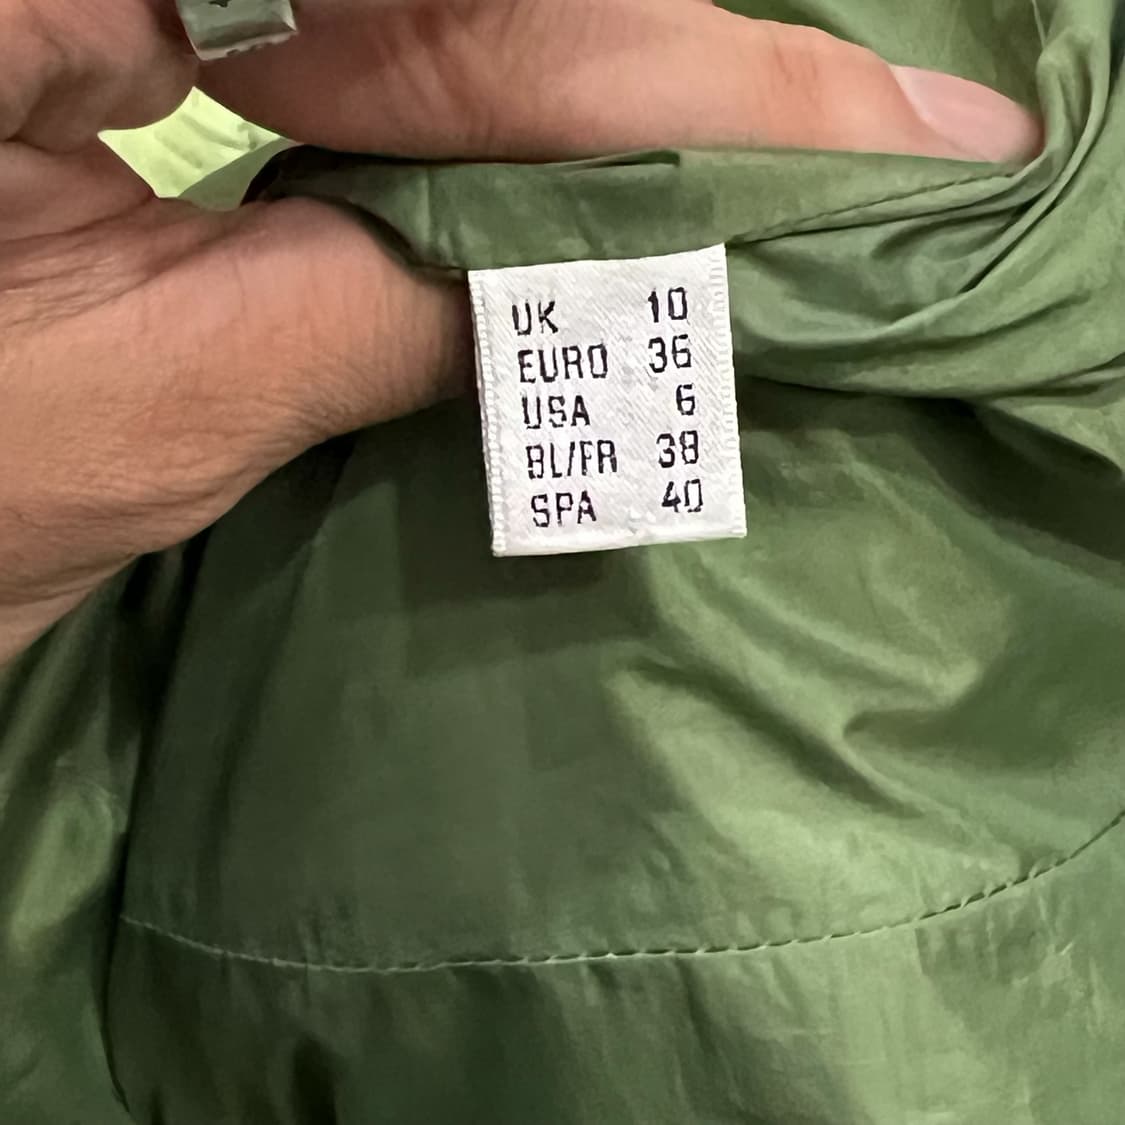 UK 10
EURO 36
USA 6
BL/FR 38
SPA 40